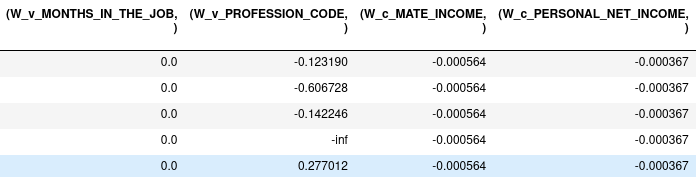 (W_v_MONTHS_IN_THE_JOB, (W_v_PROFESSION_CODE, (W_c_MATE_INCOME, (W_c_PERSONAL_NET_INCOME,
) ) ) )
0.0 -0.123190 -0.000564 -0.000367
0.0 -0.606728 -0.000564 -0.000367
0.0 -0.142246 -0.000564 -0.000367
0.0 -inf -0.000564 -0.000367
0.0 0.277012 -0.000564 -0.000367